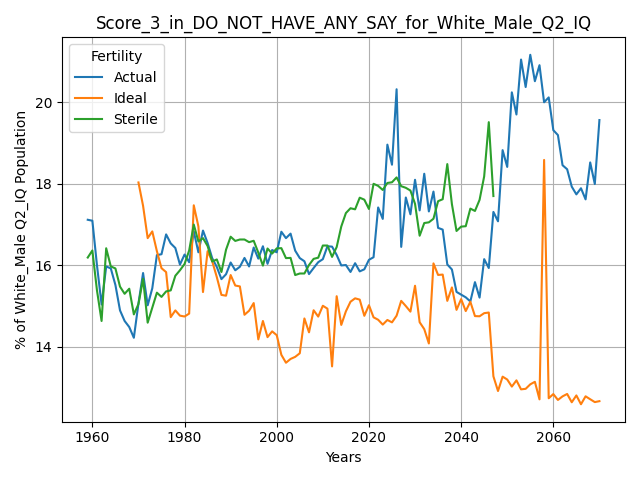 Score_3_in_DO_NOT_HAVE_ANY_SAY_for_White_Male_Q2_IQ
Fertility
Actual
Ideal
Sterile
% of White_Male Q2_IQ Population
20
18
16
14
1960
1980
2000
2020
2040
2060
Years